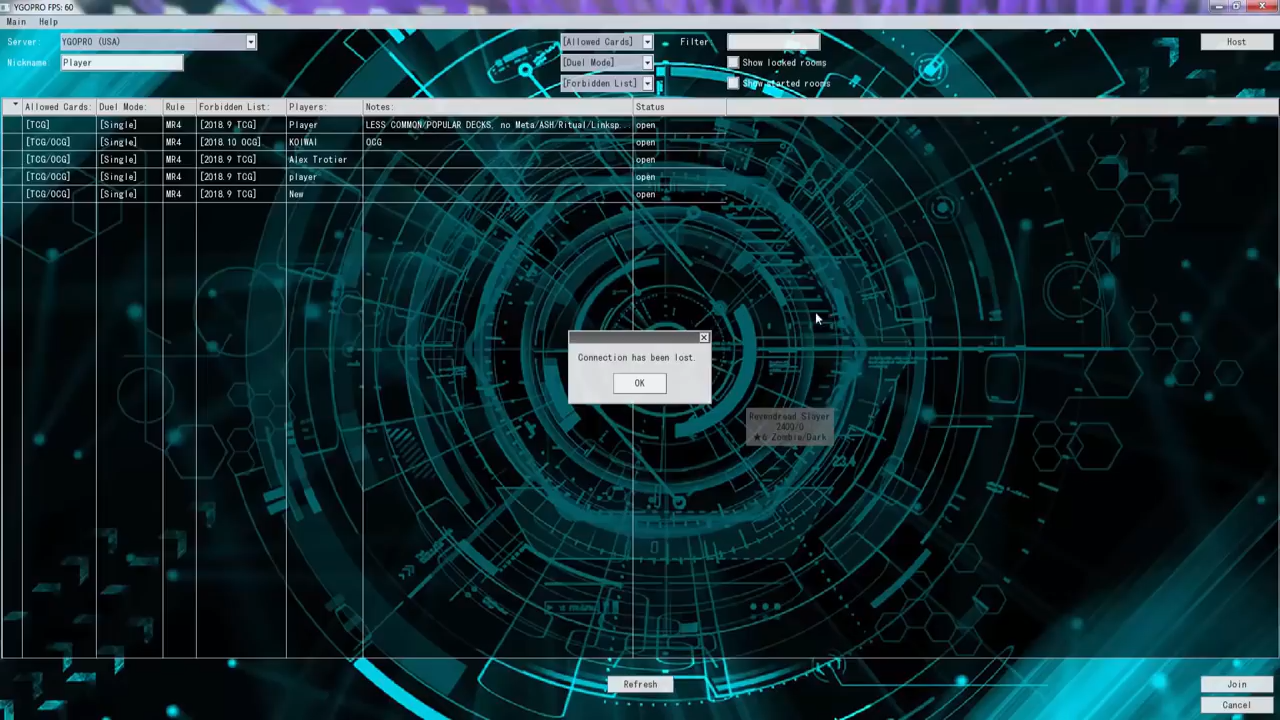 YGOPRO FPS: 60
Main Help
Server: YGOPRO (USA) [Allowed Cards] Filter Host
Nickname Player [Duel Mode] Show locked rooms
[Forbidden List] Show started rooms
Allowed Cards: Duel Mode: Rule Forbidden List: Players: Notes: Status
[TCG] [Single] MR4 [2018.9 TCG] Player LESS COMMON/POPULAR DECKS, no Meta/ASH/Ritual/Linksp... open
[TCG/OCG] [Single] MR4 [2018.10 OCG] KOIWAI OCG open
[TCG/OCG] [Single] MR4 [2018.9 TCG] Alex Trotier open
[TCG/OCG] [Single] MR4 [2018.9 TCG] player open
[TCG/OCG] [Single] MR4 [2018.9 TCG] New open
Connection has been lost.
OK
Revendread Slayer
2400/0
★6 Zombie/Dark
23.4
Refresh
Join
Cancel